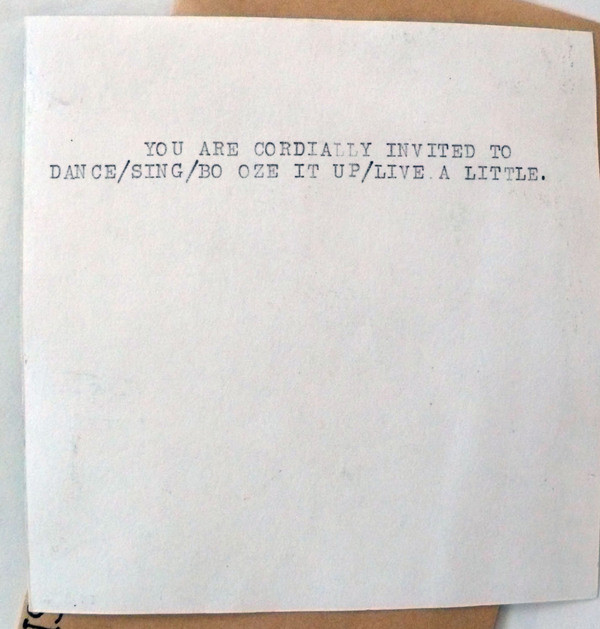 YOU ARE CORDIALLY INVITED TO
DANCE/SING/BO OZE IT UP/LIVE A LITTLE.